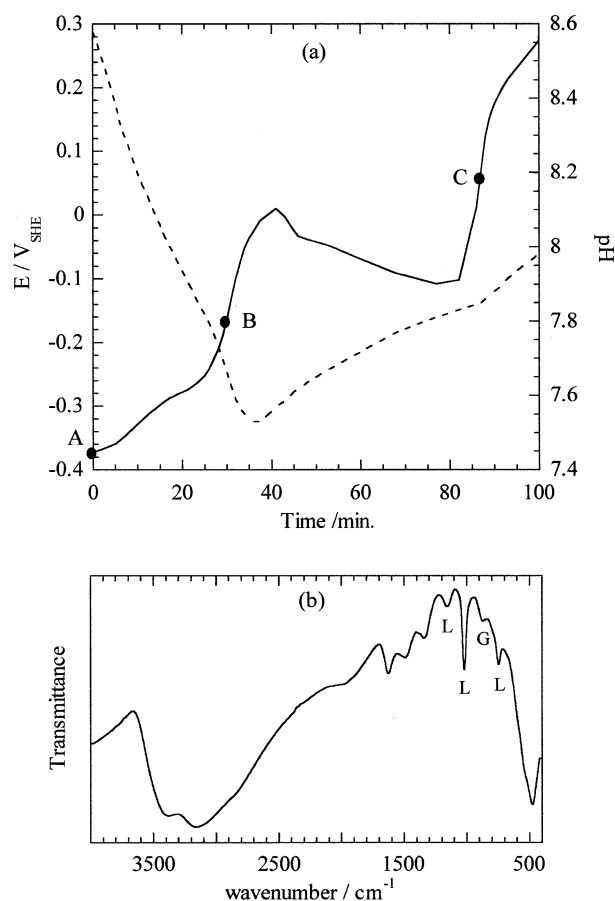 (a)
E / V_SHE
0.3
0.2
0.1
0
-0.1
-0.2
-0.3
-0.4
8.6
8.4
8.2
8
7.8
7.6
7.4
pH
A
B
C
0 20 40 60 80 100
Time /min.
(b)
Transmittance
L
G
L
L
3500 2500 1500 500
wavenumber / cm⁻¹